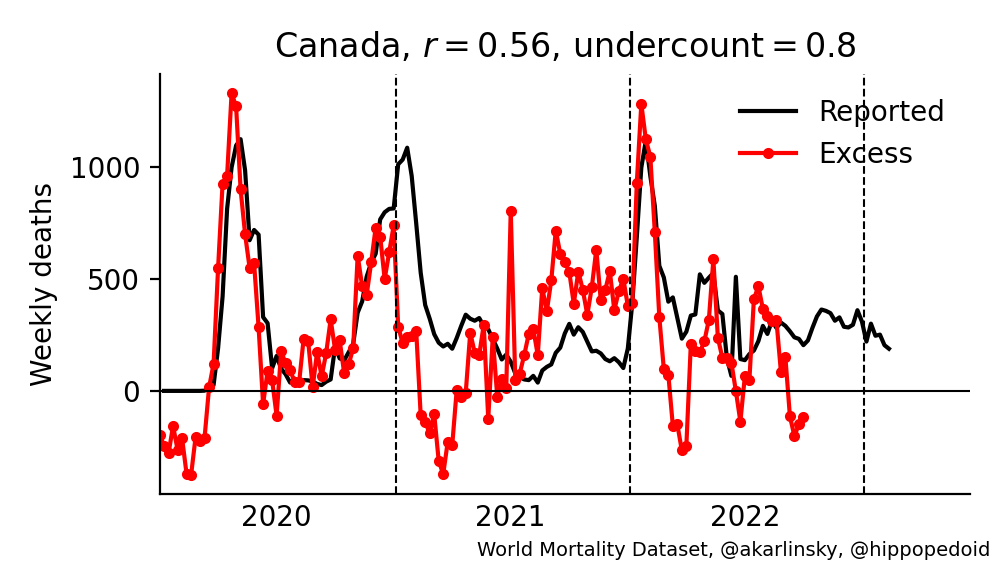 Canada, r = 0.56, undercount = 0.8
Reported
Excess
Weekly deaths
1000
500
0
2020 2021 2022
World Mortality Dataset, @akarlinsky, @hippopedoid